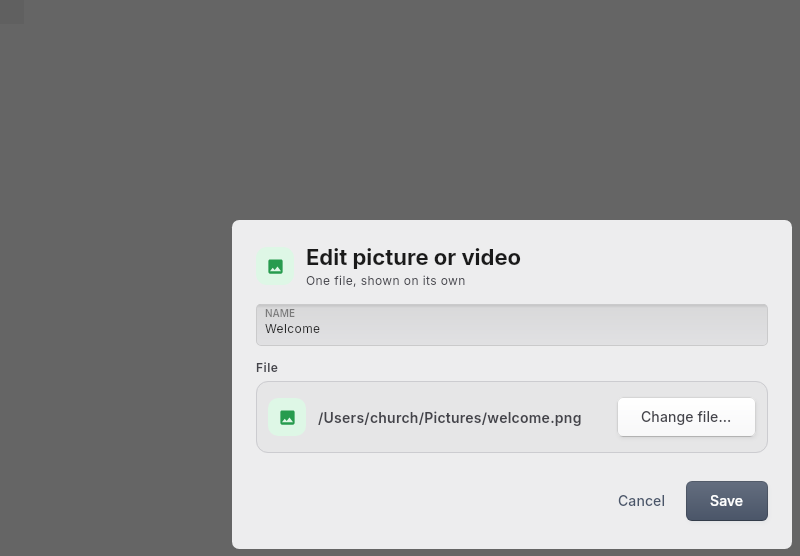 Edit picture or video
One file, shown on its own
NAME
Welcome
File
/Users/church/Pictures/welcome.png
Change file...
Cancel
Save